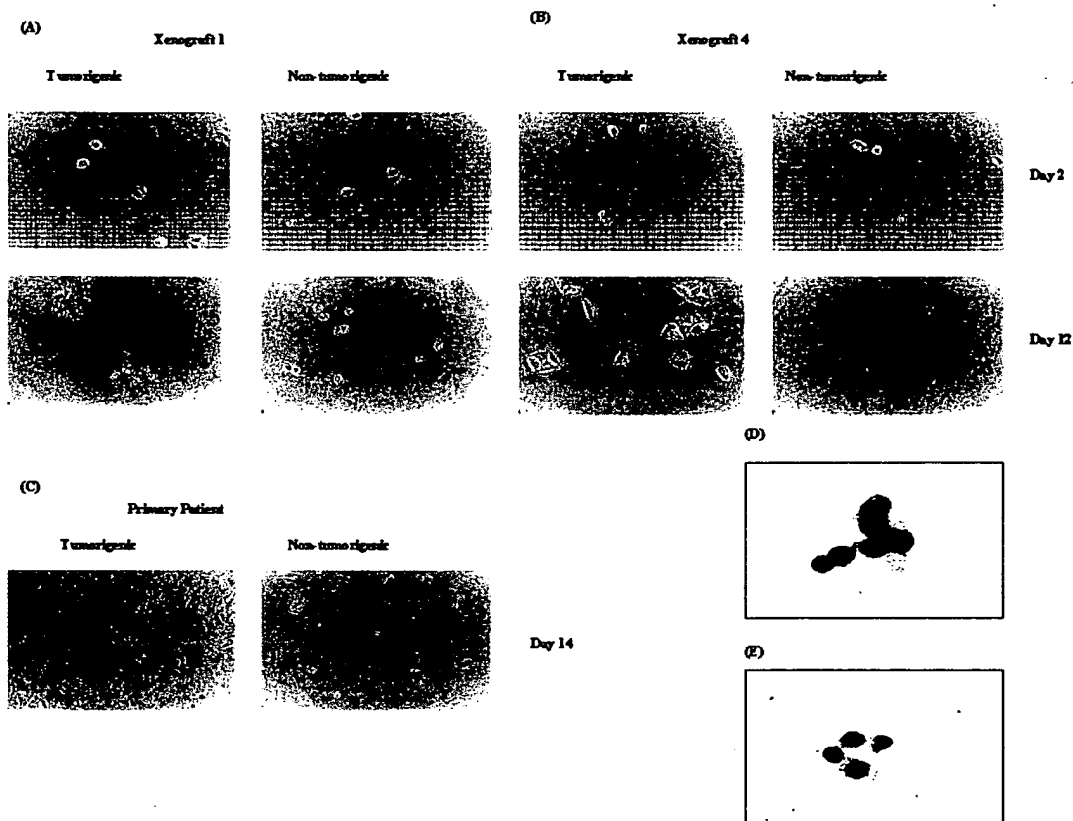 (A)
Xenograft 1
Tumorigenic
Non-tumorigenic
(B)
Xenograft 4
Tumorigenic
Non-tumorigenic
Day 2
Day 12
(C)
Primary Patient
Tumorigenic
Non-tumorigenic
Day 14
(D)
(E)